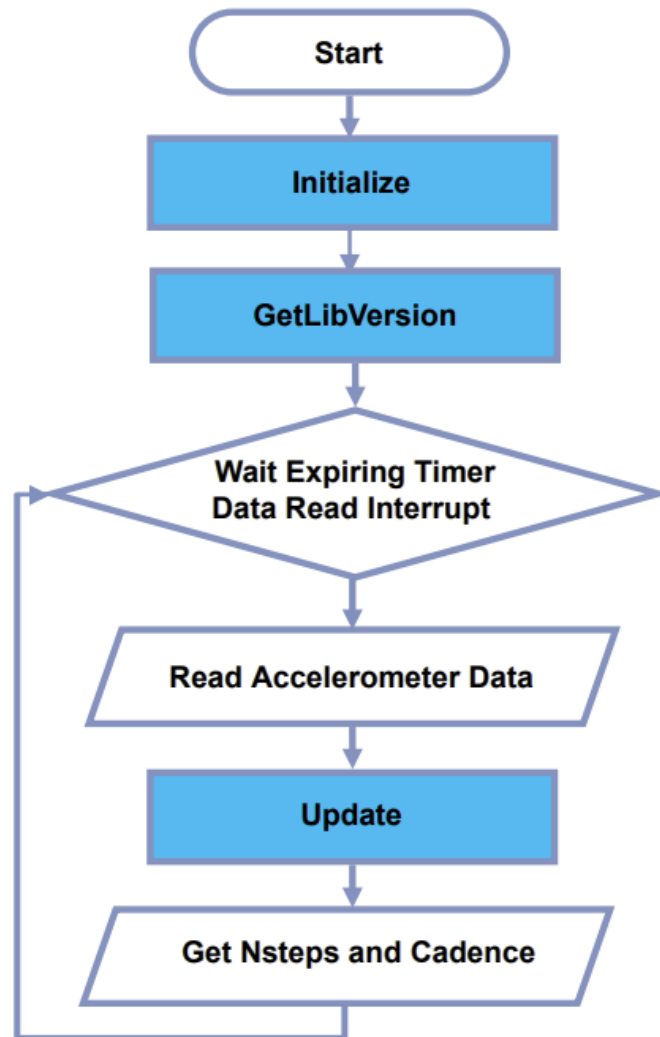 Start
Initialize
GetLibVersion
Wait Expiring Timer
Data Read Interrupt
Read Accelerometer Data
Update
Get Nsteps and Cadence